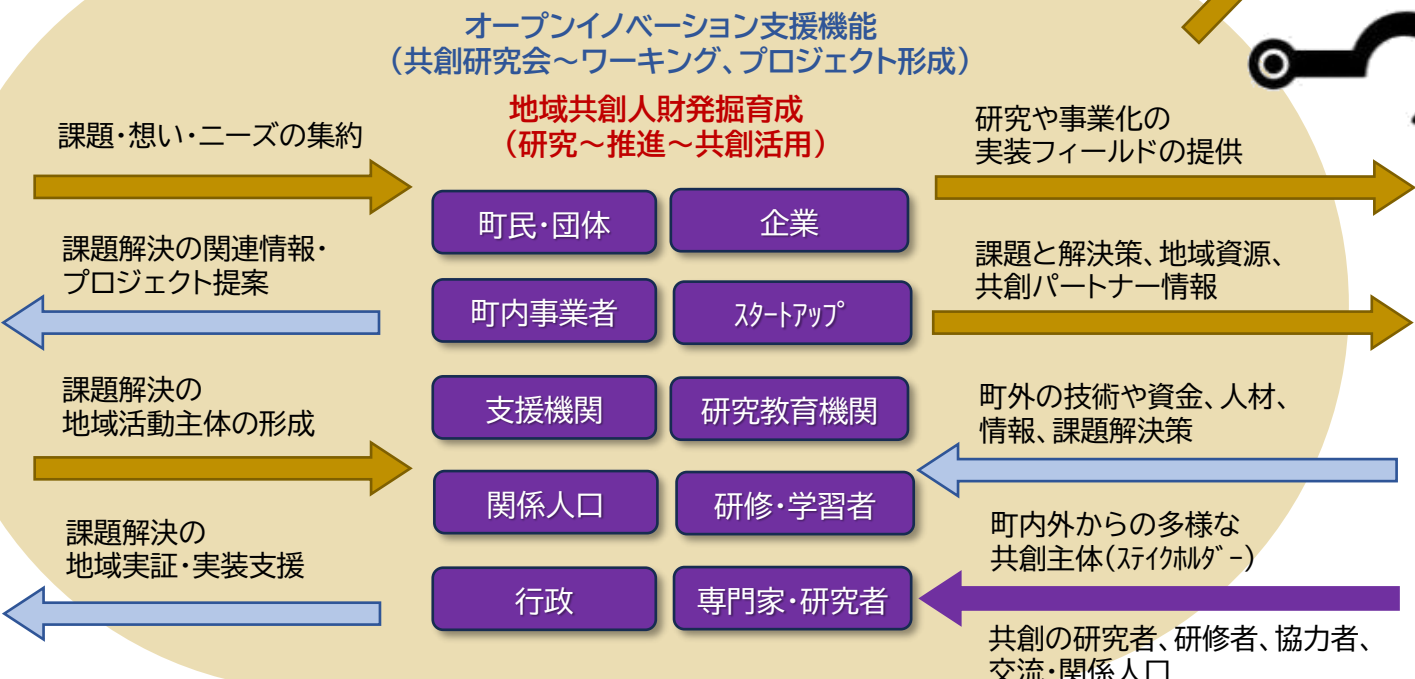 オープンイノベーション支援機能
（共創研究会～ワーキング、プロジェクト形成）
地域共創人財発掘育成
（研究～推進～共創活用）
課題・想い・ニーズの集約
課題解決の関連情報・
プロジェクト提案
課題解決の
地域活動主体の形成
課題解決の
地域実証・実装支援
町民・団体
企業
町内事業者
ｽﾀｰﾄｱｯﾌﾟ
支援機関
研究教育機関
関係人口
研修・学習者
行政
専門家・研究者
研究や事業化の
実装フィールドの提供
課題と解決策、地域資源、
共創パートナー情報
町外の技術や資金、人材、
情報、課題解決策
町内外からの多様な
共創主体（ｽﾃｲｸﾎﾙﾀﾞｰ）
共創の研究者、研修者、協力者、
交流・関係人口